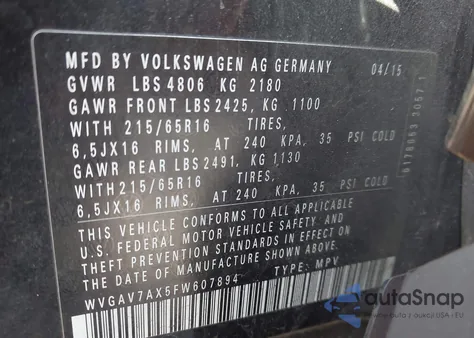 MFD BY VOLKSWAGEN AG GERMANY 04/15
GVWR LBS 4806 KG 2180
GAWR FRONT LBS 2425, KG 1100
WITH 215/65R16 TIRES,
6,5JX16 RIMS, AT 240 KPA, 35 PSI COLD
GAWR REAR LBS 2491, KG 1130
WITH 215/65R16 TIRES,
6,5JX16 RIMS, AT 240 KPA, 35 PSI COLD
THIS VEHICLE CONFORMS TO ALL APPLICABLE
U.S. FEDERAL MOTOR VEHICLE SAFETY AND
THEFT PREVENTION STANDARDS IN EFFECT ON
THE DATE OF MANUFACTURE SHOWN ABOVE.
WVGAV7AX5FW607894 TYPE: MPV
autoSnap